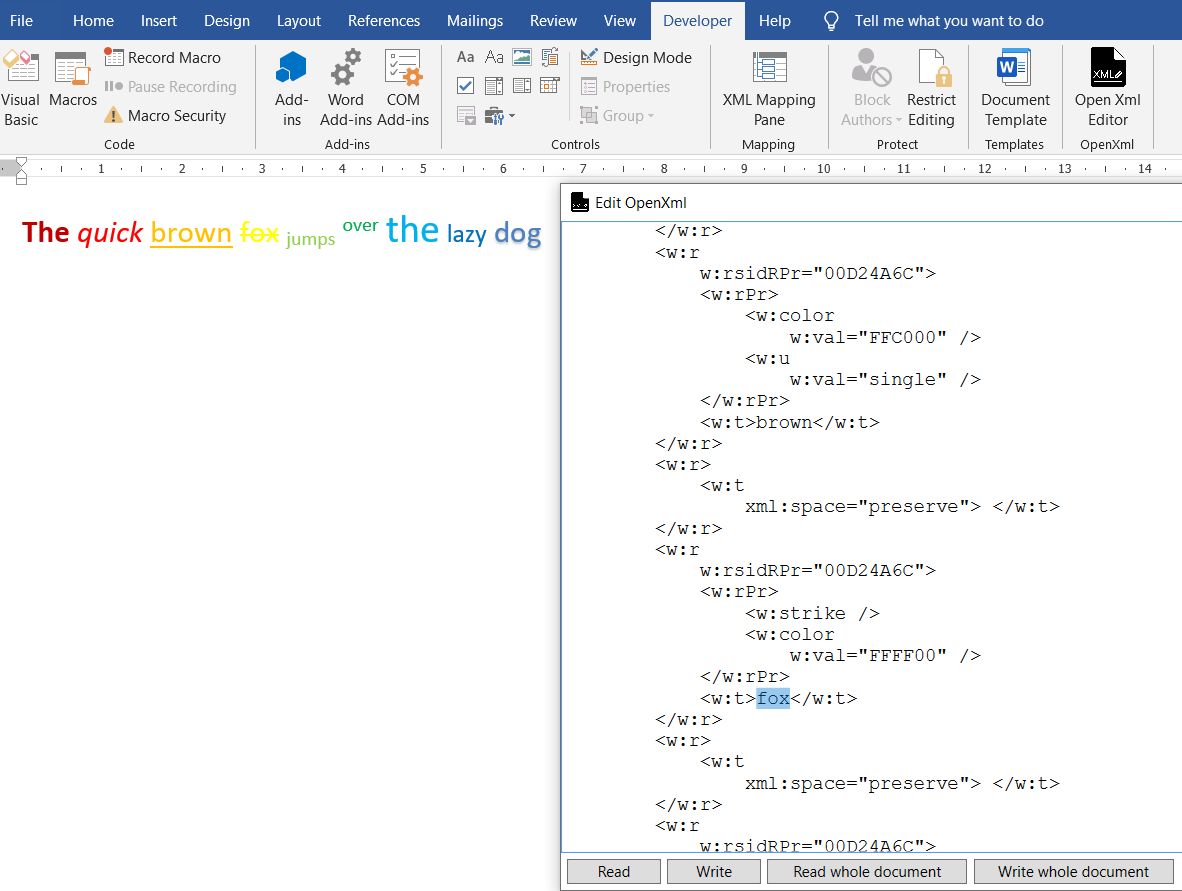 File Home Insert Design Layout References Mailings Review View Developer Help Tell me what you want to do
Visual Basic
Macros
Record Macro
Pause Recording
Macro Security
Code
Add-ins
Word Add-ins
COM Add-ins
Add-ins
Aa Aa
Design Mode
Properties
Group
Controls
XML Mapping Pane
Mapping
Block Authors
Restrict Editing
Protect
Document Template
Templates
XML
Open Xml Editor
OpenXml
1 2 3 4 5 6 7 8 9 10 11 12 13 14
The quick brown fox jumps over the lazy dog
Edit OpenXml
</w:r>
<w:r
w:rsidRPr="00D24A6C">
<w:rPr>
<w:color
w:val="FFC000" />
<w:u
w:val="single" />
</w:rPr>
<w:t>brown</w:t>
</w:r>
<w:r>
<w:t
xml:space="preserve"> </w:t>
</w:r>
<w:r
w:rsidRPr="00D24A6C">
<w:rPr>
<w:strike />
<w:color
w:val="FFFF00" />
</w:rPr>
<w:t>fox</w:t>
</w:r>
<w:r>
<w:t
xml:space="preserve"> </w:t>
</w:r>
<w:r
w:rsidRPr="00D24A6C">
Read Write Read whole document Write whole document